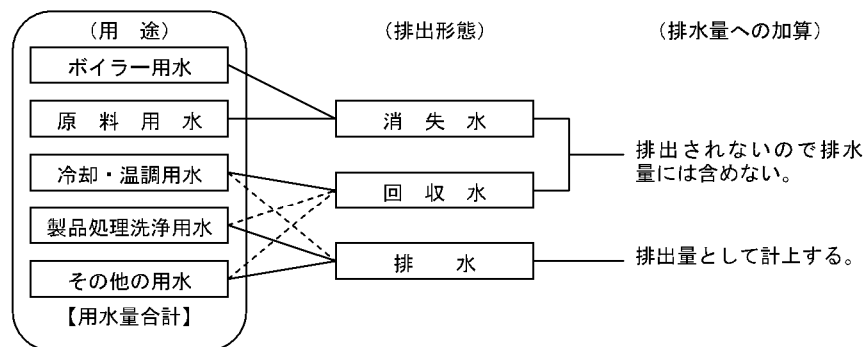 (用 途)
ボイラー用水
原 料 用 水
冷却・温調用水
製品処理洗浄用水
その他の用水
【用水量合計】
(排出形態)
消 失 水
回 収 水
排 水
(排水量への加算)
排出されないので排水
量には含めない。
排出量として計上する。